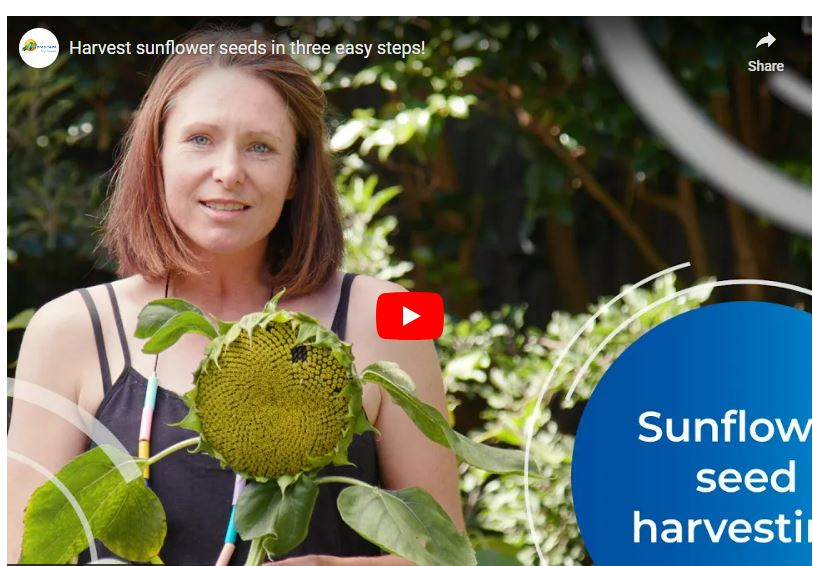 Harvest sunflower seeds in three easy steps!
Share
Sunflow
seed
harvestin